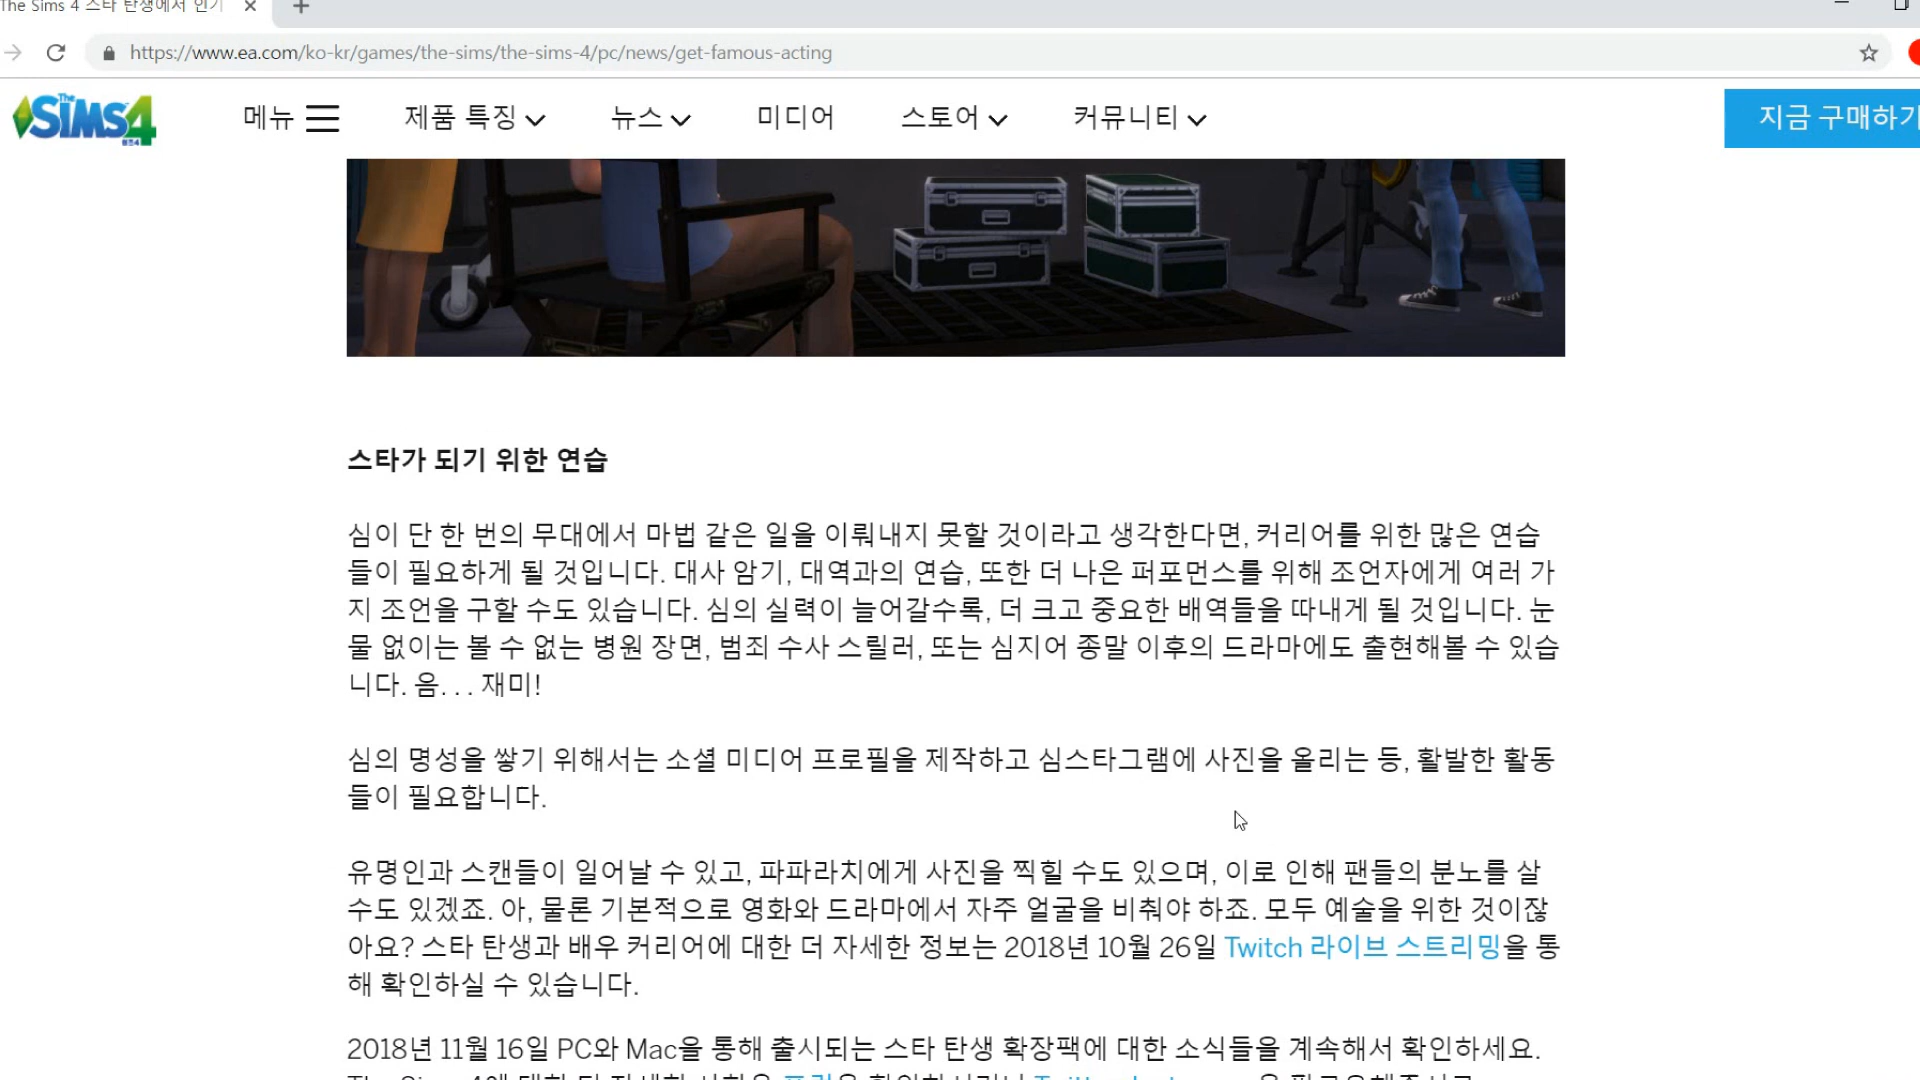 The Sims 4 스타 탄생에서 인기
https://www.ea.com/ko-kr/games/the-sims/the-sims-4/pc/news/get-famous-acting
The Sims 4
메뉴 제품 특징 뉴스 미디어 스토어 커뮤니티 지금 구매하기
스타가 되기 위한 연습
심이 단 한 번의 무대에서 마법 같은 일을 이뤄내지 못할 것이라고 생각한다면, 커리어를 위한 많은 연습
들이 필요하게 될 것입니다. 대사 암기, 대역과의 연습, 또한 더 나은 퍼포먼스를 위해 조언자에게 여러 가
지 조언을 구할 수도 있습니다. 심의 실력이 늘어갈수록, 더 크고 중요한 배역들을 따내게 될 것입니다. 눈
물 없이는 볼 수 없는 병원 장면, 범죄 수사 스릴러, 또는 심지어 종말 이후의 드라마에도 출현해볼 수 있습
니다. 음. . . 재미!
심의 명성을 쌓기 위해서는 소셜 미디어 프로필을 제작하고 심스타그램에 사진을 올리는 등, 활발한 활동
들이 필요합니다.
유명인과 스캔들이 일어날 수 있고, 파파라치에게 사진을 찍힐 수도 있으며, 이로 인해 팬들의 분노를 살
수도 있겠죠. 아, 물론 기본적으로 영화와 드라마에서 자주 얼굴을 비춰야 하죠. 모두 예술을 위한 것이잖
아요? 스타 탄생과 배우 커리어에 대한 더 자세한 정보는 2018년 10월 26일 Twitch 라이브 스트리밍을 통
해 확인하실 수 있습니다.
2018년 11월 16일 PC와 Mac을 통해 출시되는 스타 탄생 확장팩에 대한 소식들을 계속해서 확인하세요.